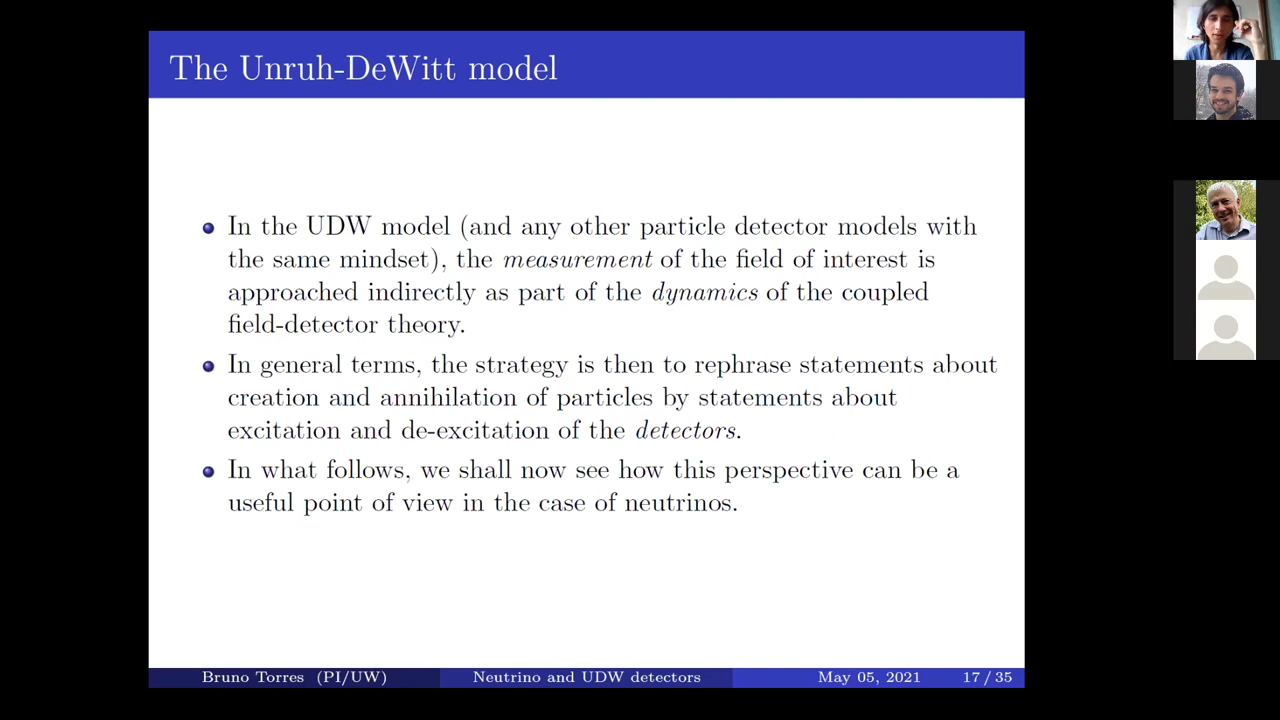 The Unruh-DeWitt model
In the UDW model (and any other particle detector models with
the same mindset), the measurement of the field of interest is
approached indirectly as part of the dynamics of the coupled
field-detector theory.
In general terms, the strategy is then to rephrase statements about
creation and annihilation of particles by statements about
excitation and de-excitation of the detectors.
In what follows, we shall now see how this perspective can be a
useful point of view in the case of neutrinos.
Bruno Torres (PI/UW) Neutrino and UDW detectors May 05, 2021 17 / 35